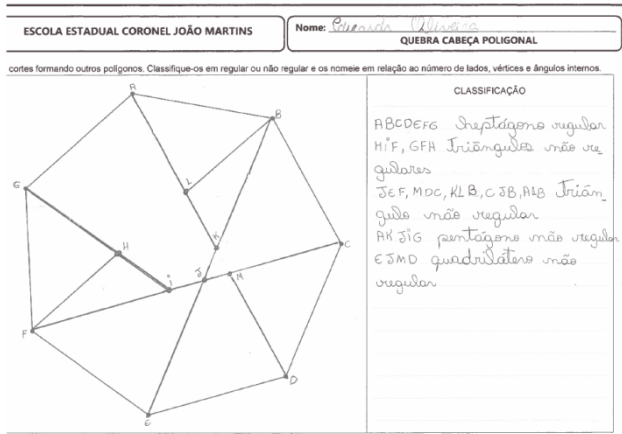 ESCOLA ESTADUAL CORONEL JOÃO MARTINS
Nome: Eduarda Oliveira
QUEBRA CABEÇA POLIGONAL
cortes formando outros polígonos. Classifique-os em regular ou não regular e os nomeie em relação ao número de lados, vértices e ângulos internos.
A
B
G
L
K
C
H
i
J
M
F
D
E
CLASSIFICAÇÃO
ABCDEFG heptágono regular
HiF, GFH triângulos não re
gulares
JEF, MDC, KLB, CJB, ALB Trián_
gulo não regular
AKJiG pentágono não regular
EJMD quadrilátero não
regular